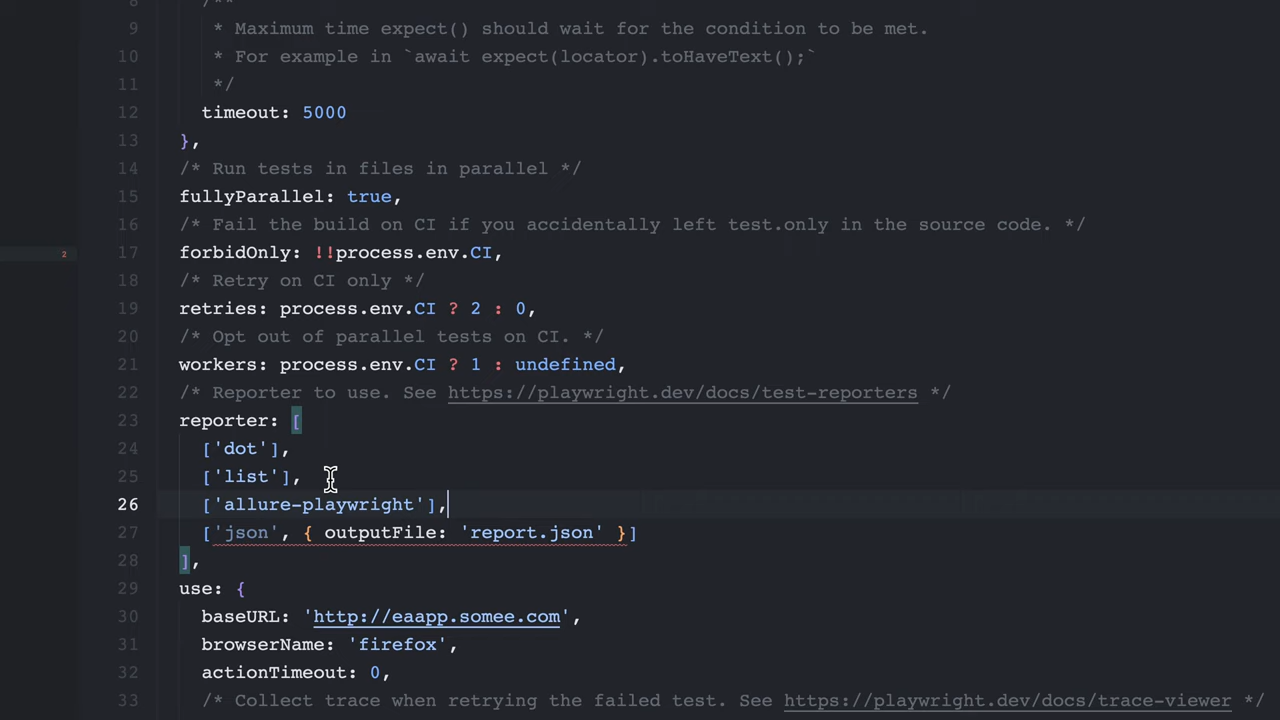 8 /**
9 * Maximum time expect() should wait for the condition to be met.
10 * For example in `await expect(locator).toHaveText();`
11 */
12 timeout: 5000
13 },
14 /* Run tests in files in parallel */
15 fullyParallel: true,
16 /* Fail the build on CI if you accidentally left test.only in the source code. */
2
17 forbidOnly: !!process.env.CI,
18 /* Retry on CI only */
19 retries: process.env.CI ? 2 : 0,
20 /* Opt out of parallel tests on CI. */
21 workers: process.env.CI ? 1 : undefined,
22 /* Reporter to use. See https://playwright.dev/docs/test-reporters */
23 reporter: [
24 ['dot'],
25 ['list'],
26 ['allure-playwright'],
27 ['json', { outputFile: 'report.json' }]
28 ],
29 use: {
30 baseURL: 'http://eaapp.somee.com',
31 browserName: 'firefox',
32 actionTimeout: 0,
33 /* Collect trace when retrying the failed test. See https://playwright.dev/docs/trace-viewer */